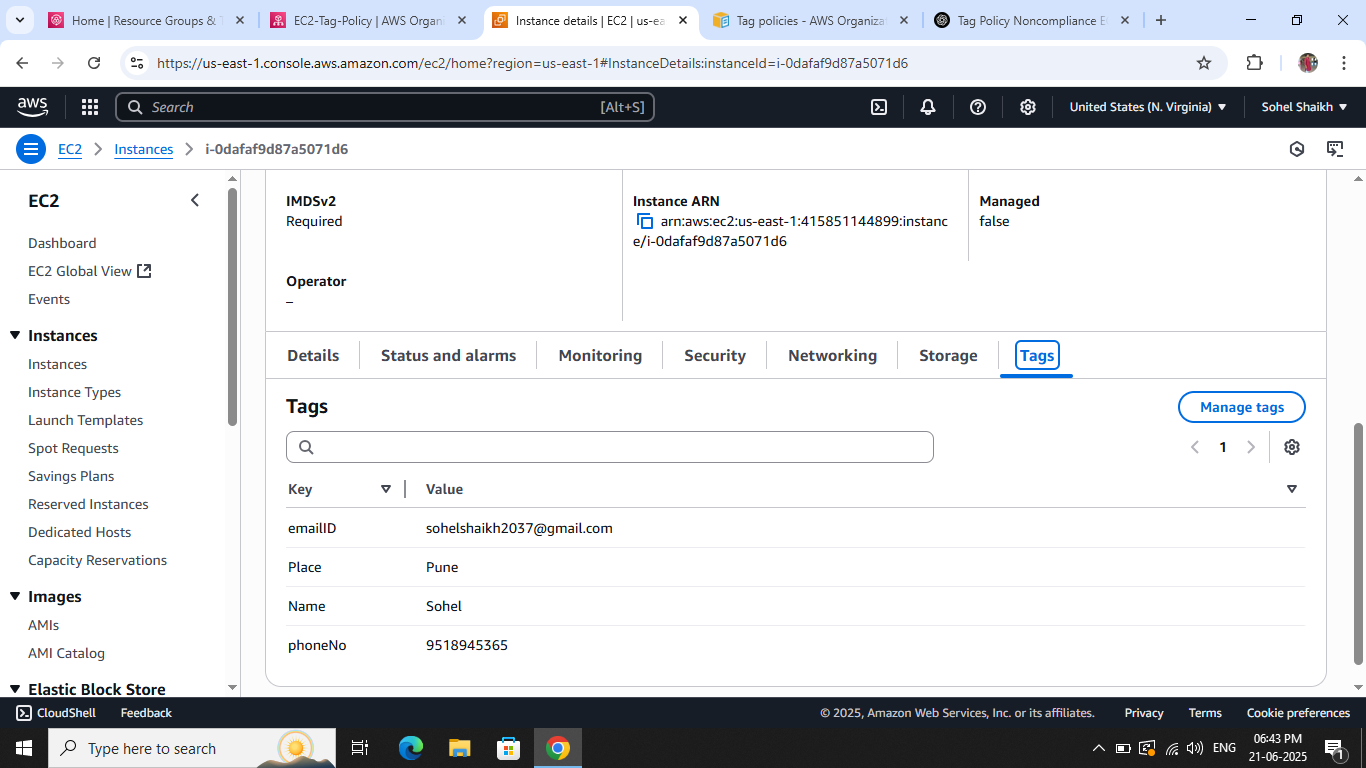 Home | Resource Groups & T
EC2-Tag-Policy | AWS Organi
Instance details | EC2 | us-ea
Tag policies - AWS Organizat
Tag Policy Noncompliance E
https://us-east-1.console.aws.amazon.com/ec2/home?region=us-east-1#InstanceDetails:instanceId=i-0dafaf9d87a5071d6
aws
Search
[Alt+S]
United States (N. Virginia)
Sohel Shaikh
EC2
Instances
i-0dafaf9d87a5071d6
EC2
Dashboard
EC2 Global View
Events
Instances
Instances
Instance Types
Launch Templates
Spot Requests
Savings Plans
Reserved Instances
Dedicated Hosts
Capacity Reservations
Images
AMIs
AMI Catalog
Elastic Block Store
IMDSv2
Required
Instance ARN
arn:aws:ec2:us-east-1:415851144899:instanc
e/i-0dafaf9d87a5071d6
Managed
false
Operator
–
Details
Status and alarms
Monitoring
Security
Networking
Storage
Tags
Tags
Manage tags
1
Key
Value
emailID
sohelshaikh2037@gmail.com
Place
Pune
Name
Sohel
phoneNo
9518945365
CloudShell
Feedback
© 2025, Amazon Web Services, Inc. or its affiliates.
Privacy
Terms
Cookie preferences
Type here to search
ENG
06:43 PM
21-06-2025
1